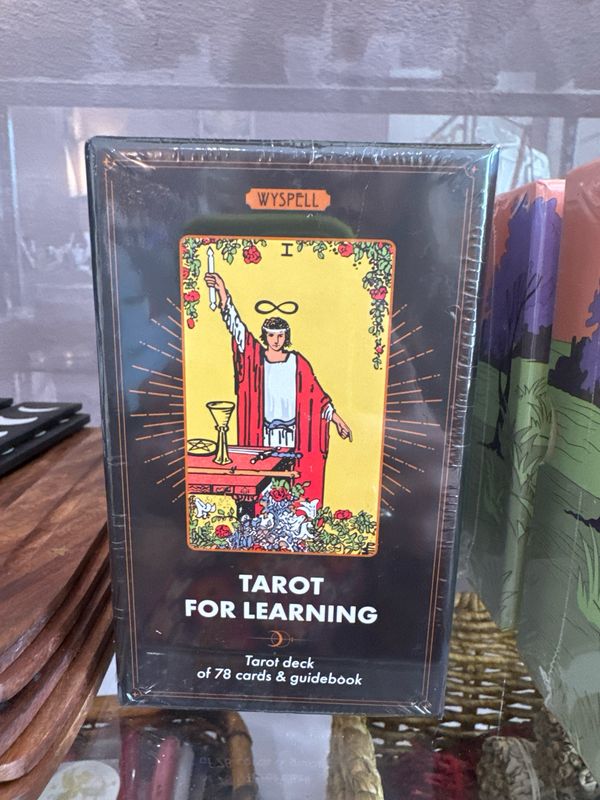 WYSPELL
I
TAROT
FOR LEARNING
Tarot deck
of 78 cards & guidebook